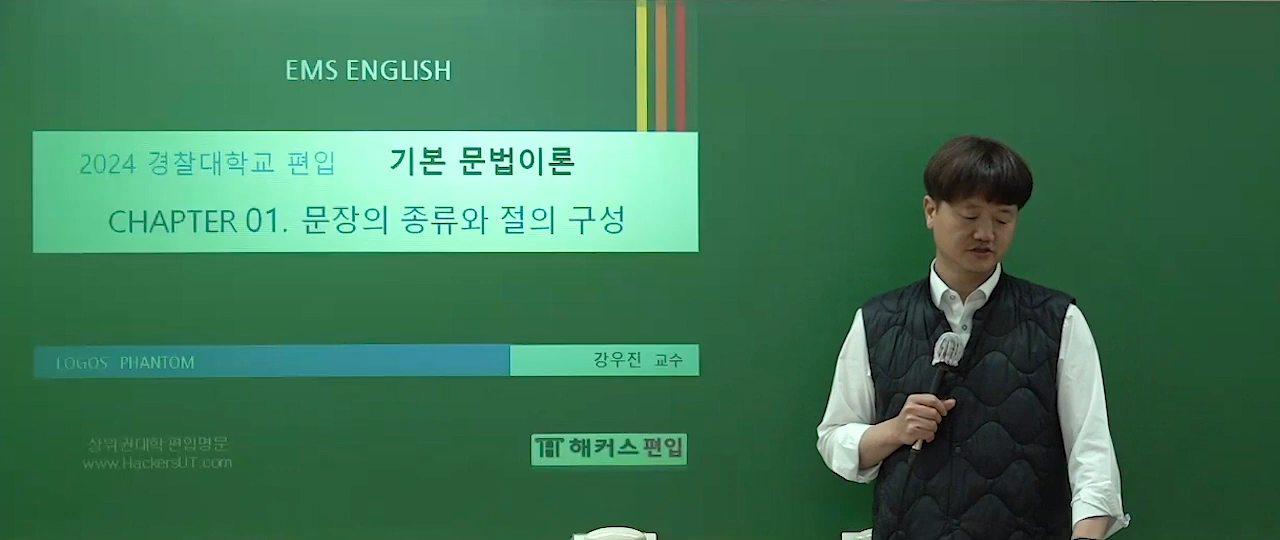 EMS ENGLISH
2024 경찰대학교 편입 기본 문법이론
CHAPTER 01. 문장의 종류와 절의 구성
LOGOS PHANTOM
강우진 교수
상위권대학 편입명문
www.HackersUT.com
해커스편입